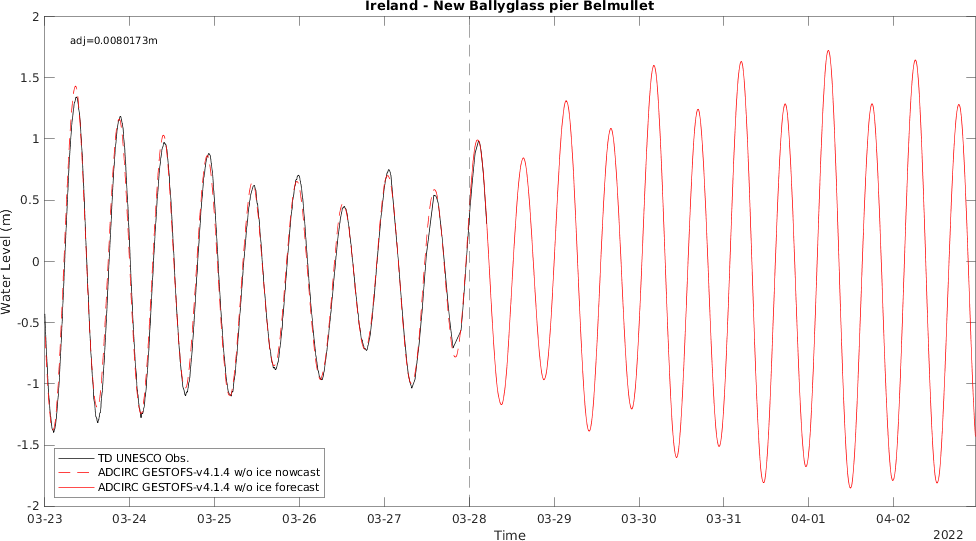 Ireland - New Ballyglass pier Belmullet
adj=0.0080173m
Water Level (m)
2
1.5
1
0.5
0
-0.5
-1
-1.5
-2
TD UNESCO Obs.
ADCIRC GESTOFS-v4.1.4 w/o ice nowcast
ADCIRC GESTOFS-v4.1.4 w/o ice forecast
03-23 03-24 03-25 03-26 03-27 03-28 03-29 03-30 03-31 04-01 04-02
Time
2022